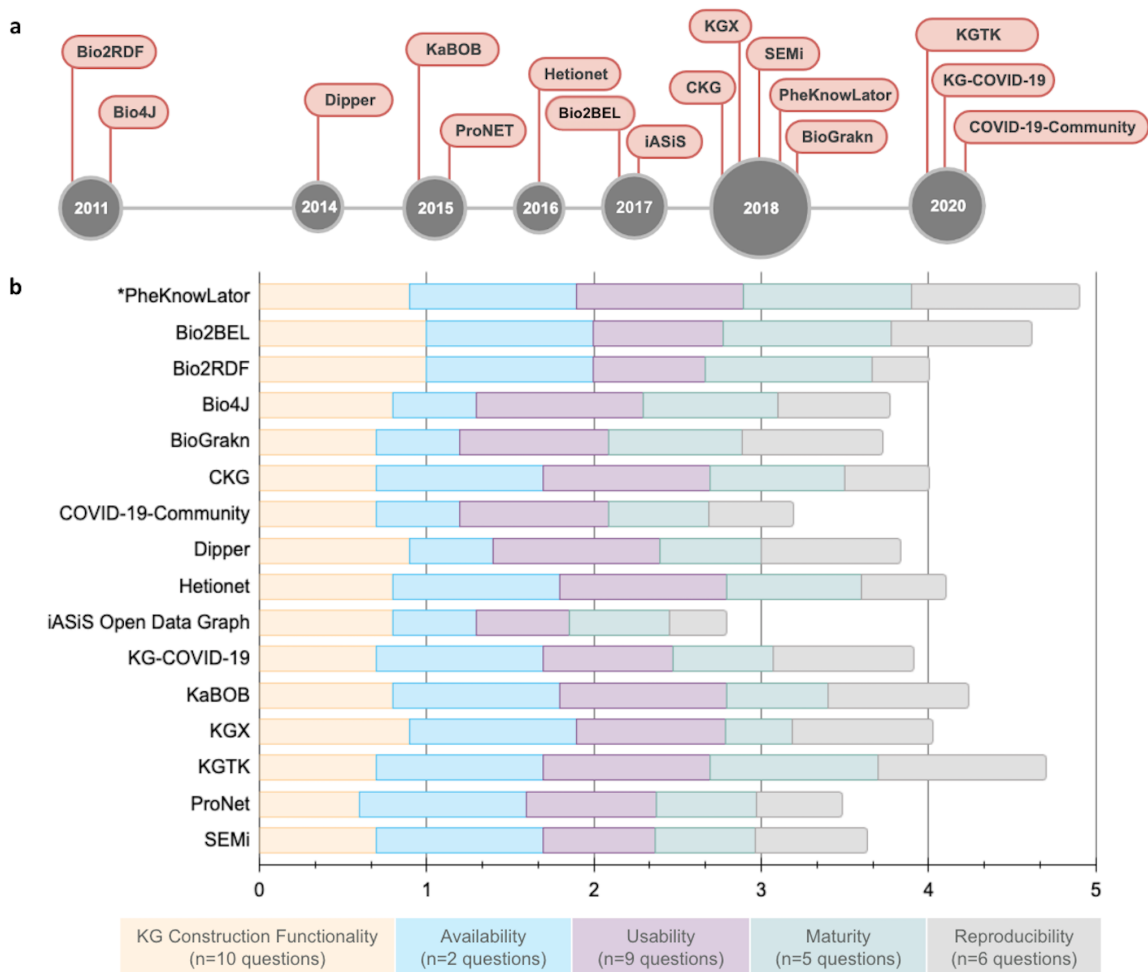 a
Bio2RDF
Bio4J
Dipper
KaBOB
ProNET
Hetionet
Bio2BEL
iASiS
CKG
KGX
SEMi
PheKnowLator
BioGrakn
KGTK
KG-COVID-19
COVID-19-Community
2011
2014
2015
2016
2017
2018
2020
b
*PheKnowLator
Bio2BEL
Bio2RDF
Bio4J
BioGrakn
CKG
COVID-19-Community
Dipper
Hetionet
iASiS Open Data Graph
KG-COVID-19
KaBOB
KGX
KGTK
ProNet
SEMi
0
1
2
3
4
5
KG Construction Functionality
(n=10 questions)
Availability
(n=2 questions)
Usability
(n=9 questions)
Maturity
(n=5 questions)
Reproducibility
(n=6 questions)